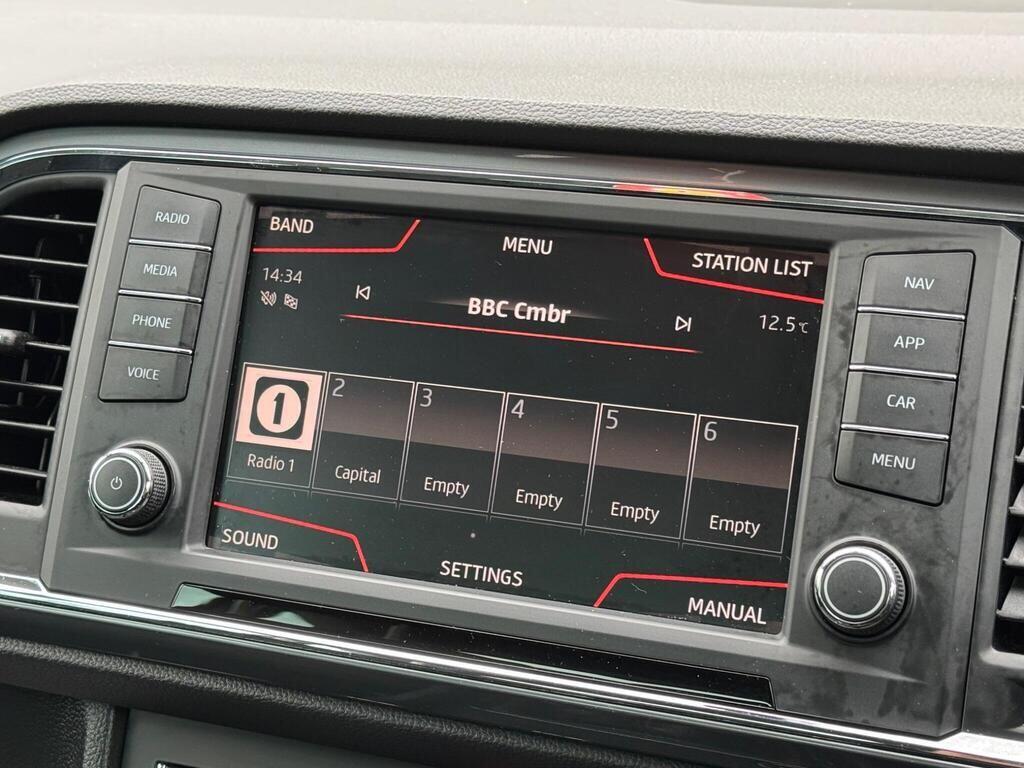 RADIO
MEDIA
PHONE
VOICE
BAND
MENU
STATION LIST
14:34
BBC Cmbr
12.5°C
1
Radio 1
2
Capital
3
Empty
4
Empty
5
Empty
6
Empty
SOUND
SETTINGS
MANUAL
NAV
APP
CAR
MENU